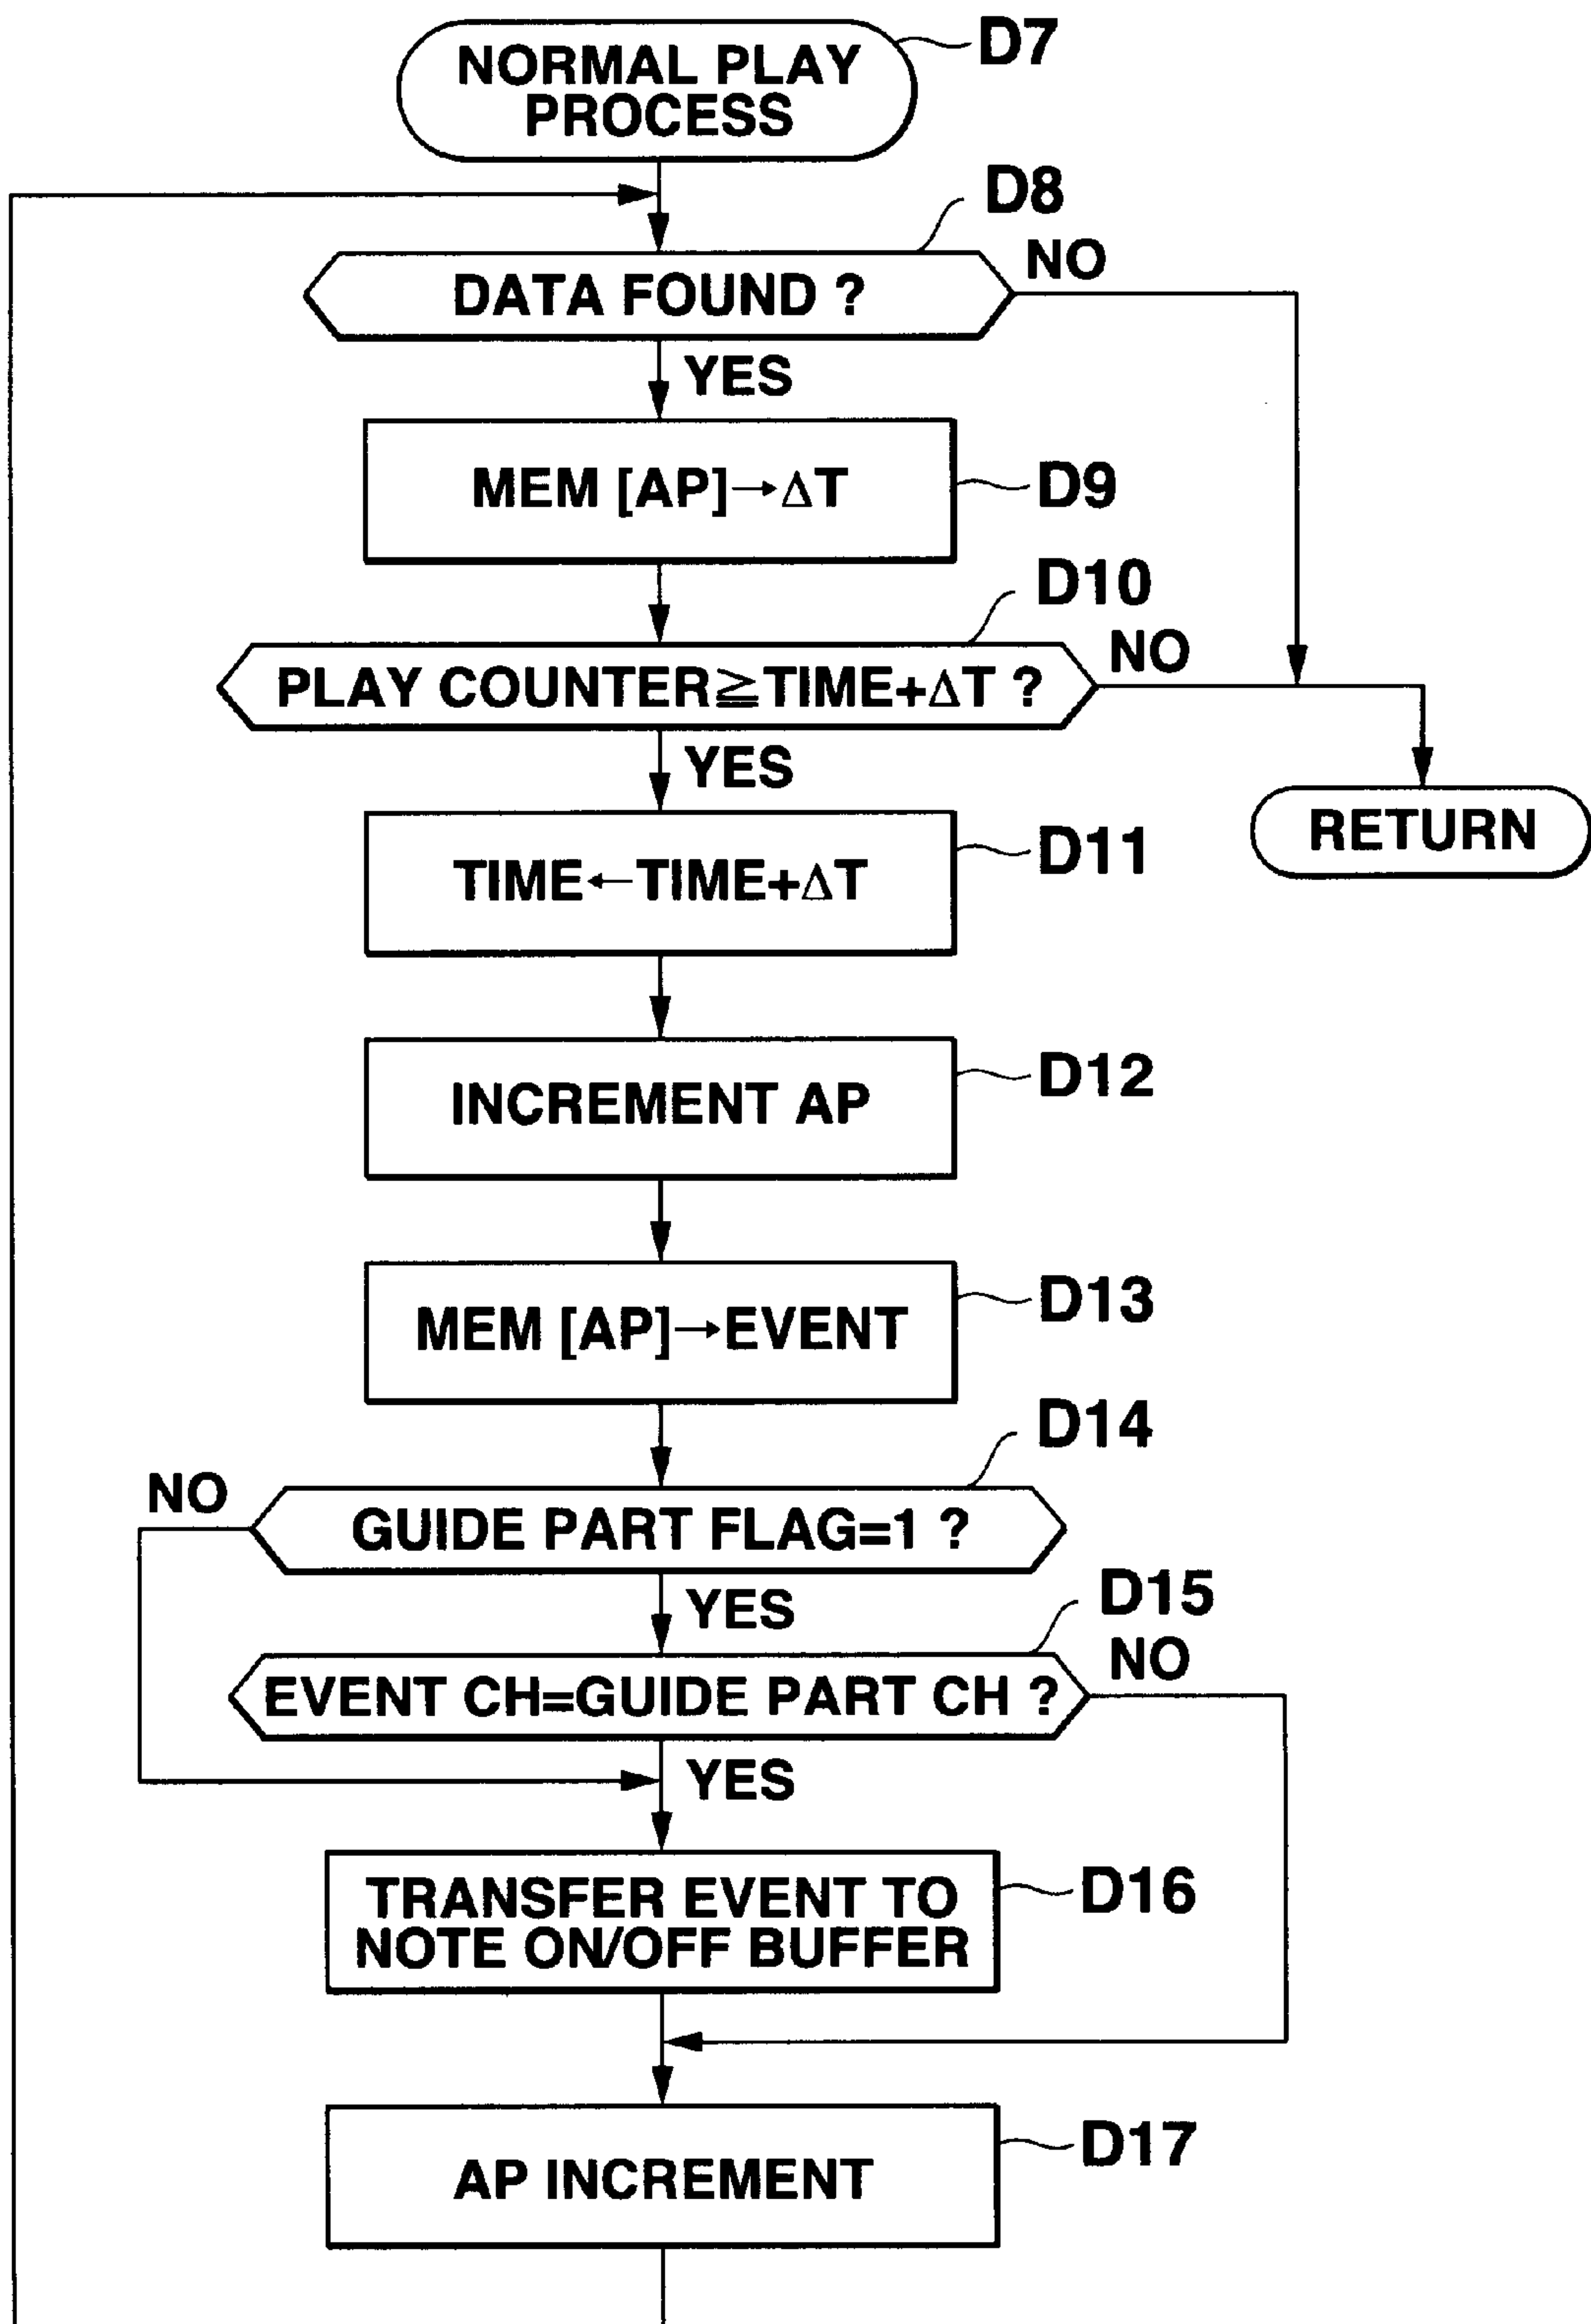 NORMAL PLAY
PROCESS
D7
D8
DATA FOUND ?
NO
YES
MEM [AP]→ΔT
D9
D10
PLAY COUNTER≧TIME+ΔT ?
NO
YES
RETURN
TIME←TIME+ΔT
D11
INCREMENT AP
D12
MEM [AP]→EVENT
D13
D14
NO
GUIDE PART FLAG=1 ?
YES
D15
EVENT CH=GUIDE PART CH ?
NO
YES
TRANSFER EVENT TO
NOTE ON/OFF BUFFER
D16
AP INCREMENT
D17